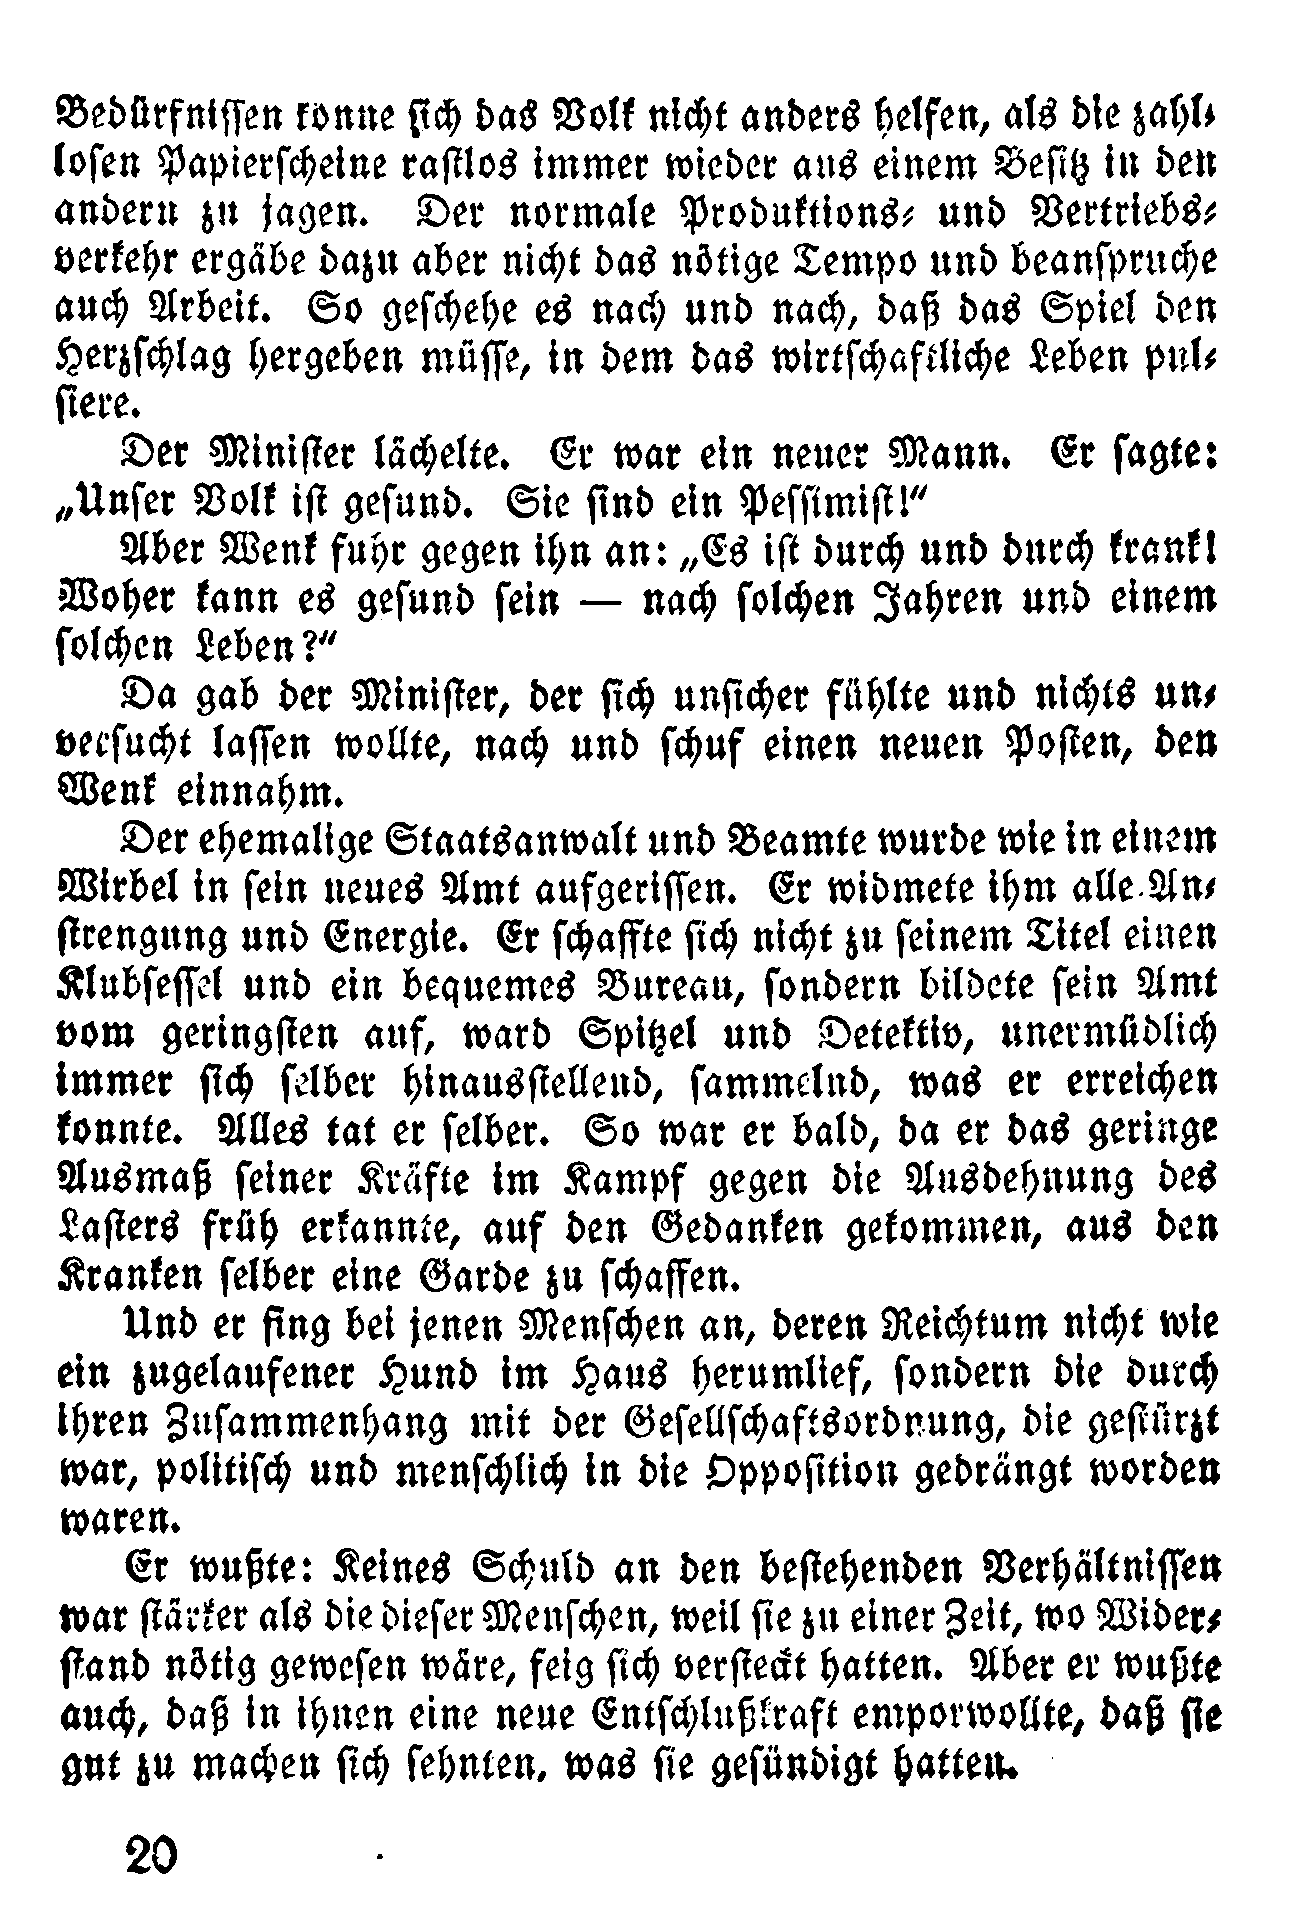 Bedürfnissen könne sich das Volk nicht anders helfen, als die zahl-
losen Papierscheine rastlos immer wieder aus einem Besitz in den
andern zu jagen. Der normale Produktions- und Vertriebs-
verkehr ergäbe dazu aber nicht das nötige Tempo und beanspruche
auch Arbeit. So geschehe es nach und nach, daß das Spiel den
Herzschlag hergeben müsse, in dem das wirtschaftliche Leben pul-
siere.
Der Minister lächelte. Er war ein neuer Mann. Er sagte:
„Unser Volk ist gesund. Sie sind ein Pessimist!“
Aber Wenk fuhr gegen ihn an: „Es ist durch und durch krank!
Woher kann es gesund sein — nach solchen Jahren und einem
solchen Leben?“
Da gab der Minister, der sich unsicher fühlte und nichts un-
versucht lassen wollte, nach und schuf einen neuen Posten, den
Wenk einnahm.
Der ehemalige Staatsanwalt und Beamte wurde wie in einem
Wirbel in sein neues Amt aufgerissen. Er widmete ihm alle An-
strengung und Energie. Er schaffte sich nicht zu seinem Titel einen
Klubsessel und ein bequemes Bureau, sondern bildete sein Amt
vom geringsten auf, ward Spitzel und Detektiv, unermüdlich
immer sich selber hinausstellend, sammelnd, was er erreichen
konnte. Alles tat er selber. So war er bald, da er das geringe
Ausmaß seiner Kräfte im Kampf gegen die Ausdehnung des
Lasters früh erkannte, auf den Gedanken gekommen, aus den
Kranken selber eine Garde zu schaffen.
Und er fing bei jenen Menschen an, deren Reichtum nicht wie
ein zugelaufener Hund im Haus herumlief, sondern die durch
ihren Zusammenhang mit der Gesellschaftsordnung, die gestürzt
war, politisch und menschlich in die Opposition gedrängt worden
waren.
Er wußte: Keines Schuld an den bestehenden Verhältnissen
war stärker als die dieser Menschen, weil sie zu einer Zeit, wo Wider-
stand nötig gewesen wäre, feig sich versteckt hatten. Aber er wußte
auch, daß in ihnen eine neue Entschlußkraft emporwollte, daß sie
gut zu machen sich sehnten, was sie gesündigt hatten.
20